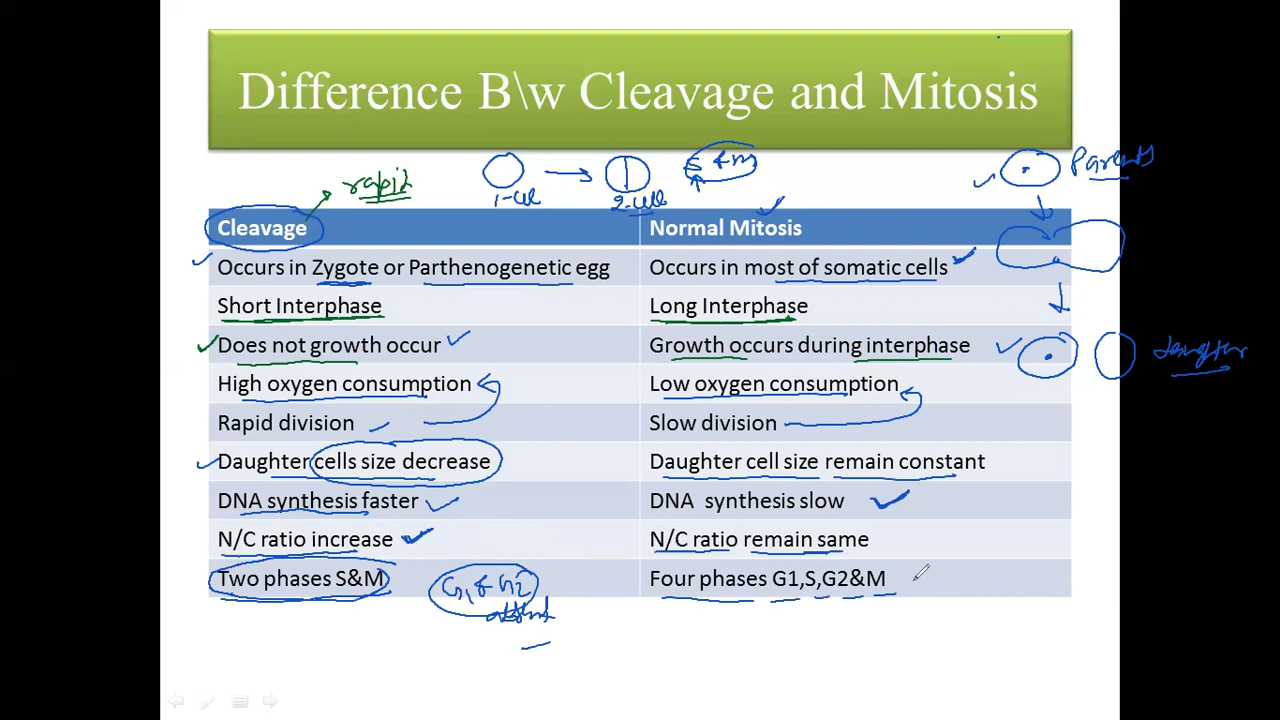 Difference B\w Cleavage and Mitosis
S & M
Parents
rapid
1-cell
2-cell
Cleavage Normal Mitosis
Occurs in Zygote or Parthenogenetic egg Occurs in most of somatic cells
Short Interphase Long Interphase
Does not growth occur Growth occurs during interphase
High oxygen consumption Low oxygen consumption
Rapid division Slow division
Daughter cells size decrease Daughter cell size remain constant
DNA synthesis faster DNA synthesis slow
N/C ratio increase N/C ratio remain same
Two phases S&M Four phases G1,S,G2&M
G1 & G2